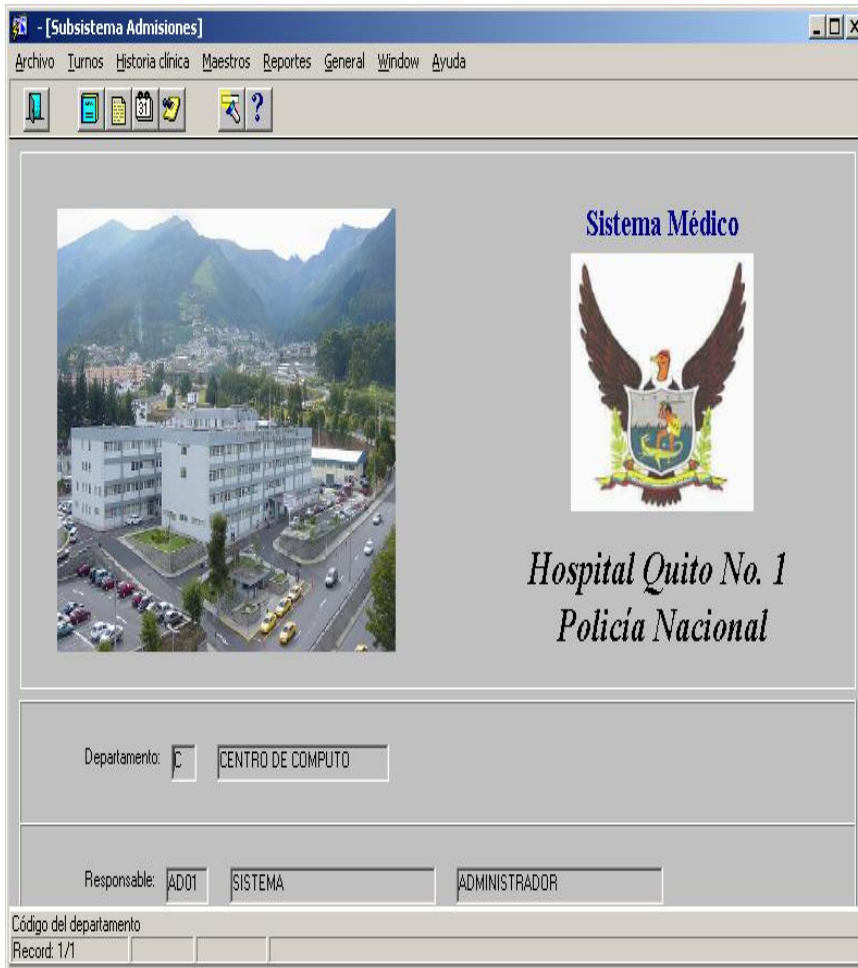 - [Subsistema Admisiones]
Archivo Turnos Historia clínica Maestros Reportes General Window Ayuda
31
?
Sistema Médico
Hospital Quito No. 1
Policía Nacional
Departamento: C CENTRO DE COMPUTO
Responsable: AD01 SISTEMA ADMINISTRADOR
Código del departamento
Record: 1/1